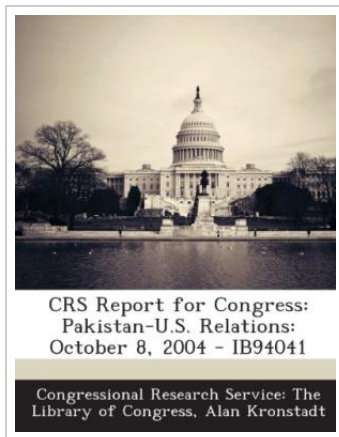 CRS Report for Congress:
Pakistan-U.S. Relations:
October 8, 2004 - IB94041
Congressional Research Service: The
Library of Congress, Alan Kronstadt